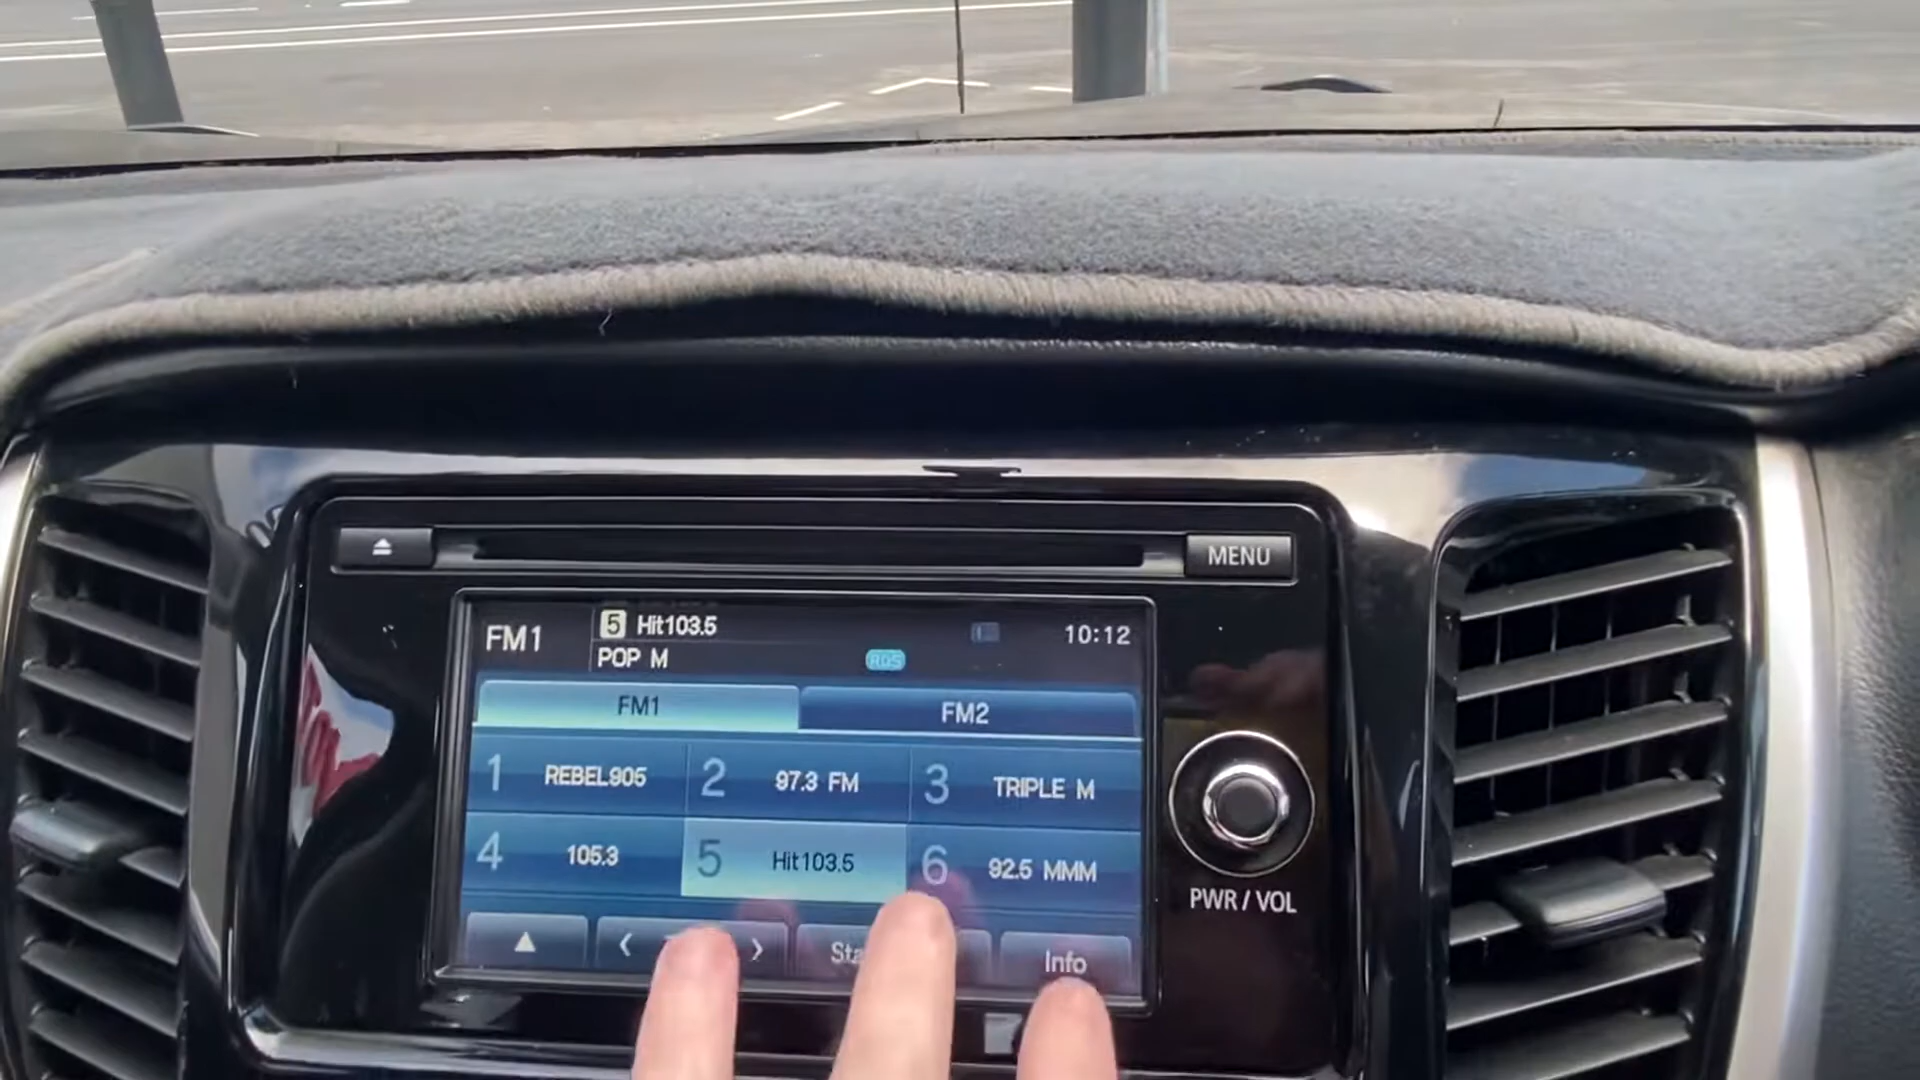 MENU
FM1
5 Hit103.5
10:12
POP M
RDS
FM1
FM2
1 REBEL905
2 97.3 FM
3 TRIPLE M
4 105.3
5 Hit103.5
6 92.5 MMM
Info
PWR / VOL